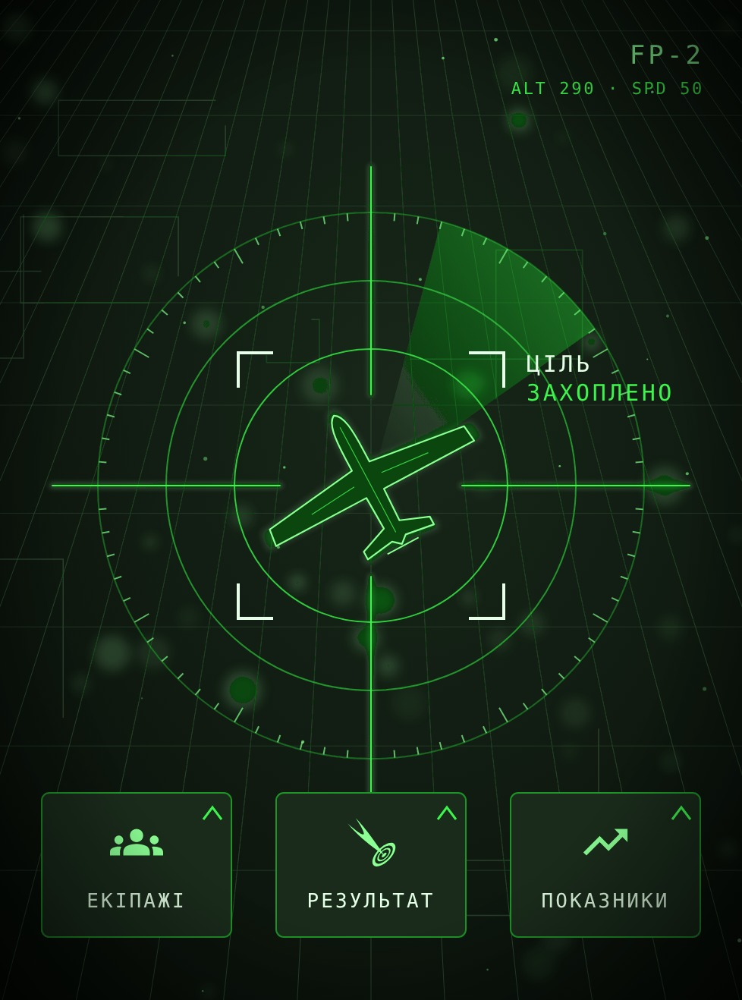 FP-2
ALT 290 · SPD 50
ЦІЛЬ
ЗАХОПЛЕНО
ЕКІПАЖІ
РЕЗУЛЬТАТ
ПОКАЗНИКИ